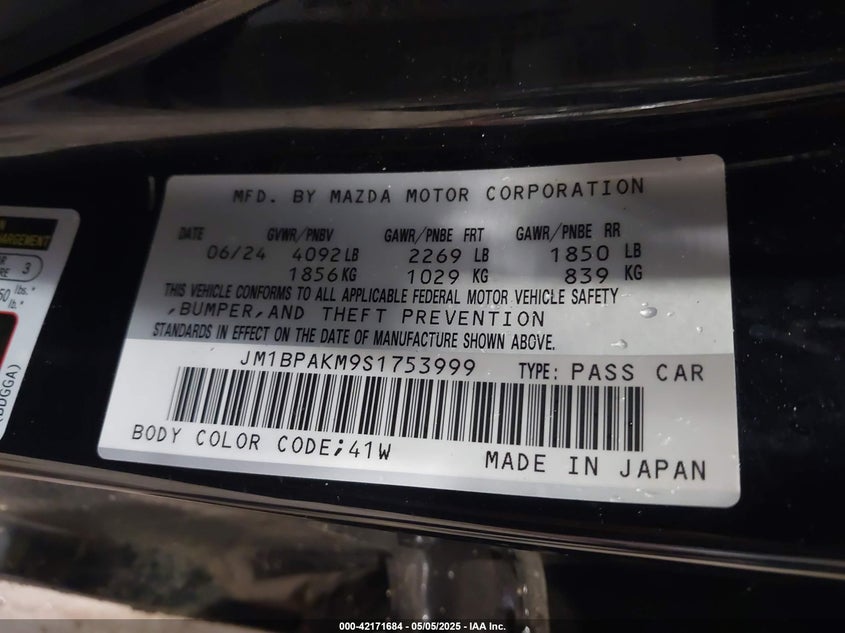 MFD. BY MAZDA MOTOR CORPORATION
DATE GVWR/PNBV GAWR/PNBE FRT GAWR/PNBE RR
06/24 4092 LB 2269 LB 1850 LB
1856 KG 1029 KG 839 KG
THIS VEHICLE CONFORMS TO ALL APPLICABLE FEDERAL MOTOR VEHICLE SAFETY
,BUMPER,AND THEFT PREVENTION
STANDARDS IN EFFECT ON THE DATE OF MANUFACTURE SHOWN ABOVE.
JM1BPAKM9S1753999 TYPE: PASS CAR
BODY COLOR CODE;41W
MADE IN JAPAN
3
lbs.*
lb.*
000-42171684 - 05/05/2025 - IAA Inc.